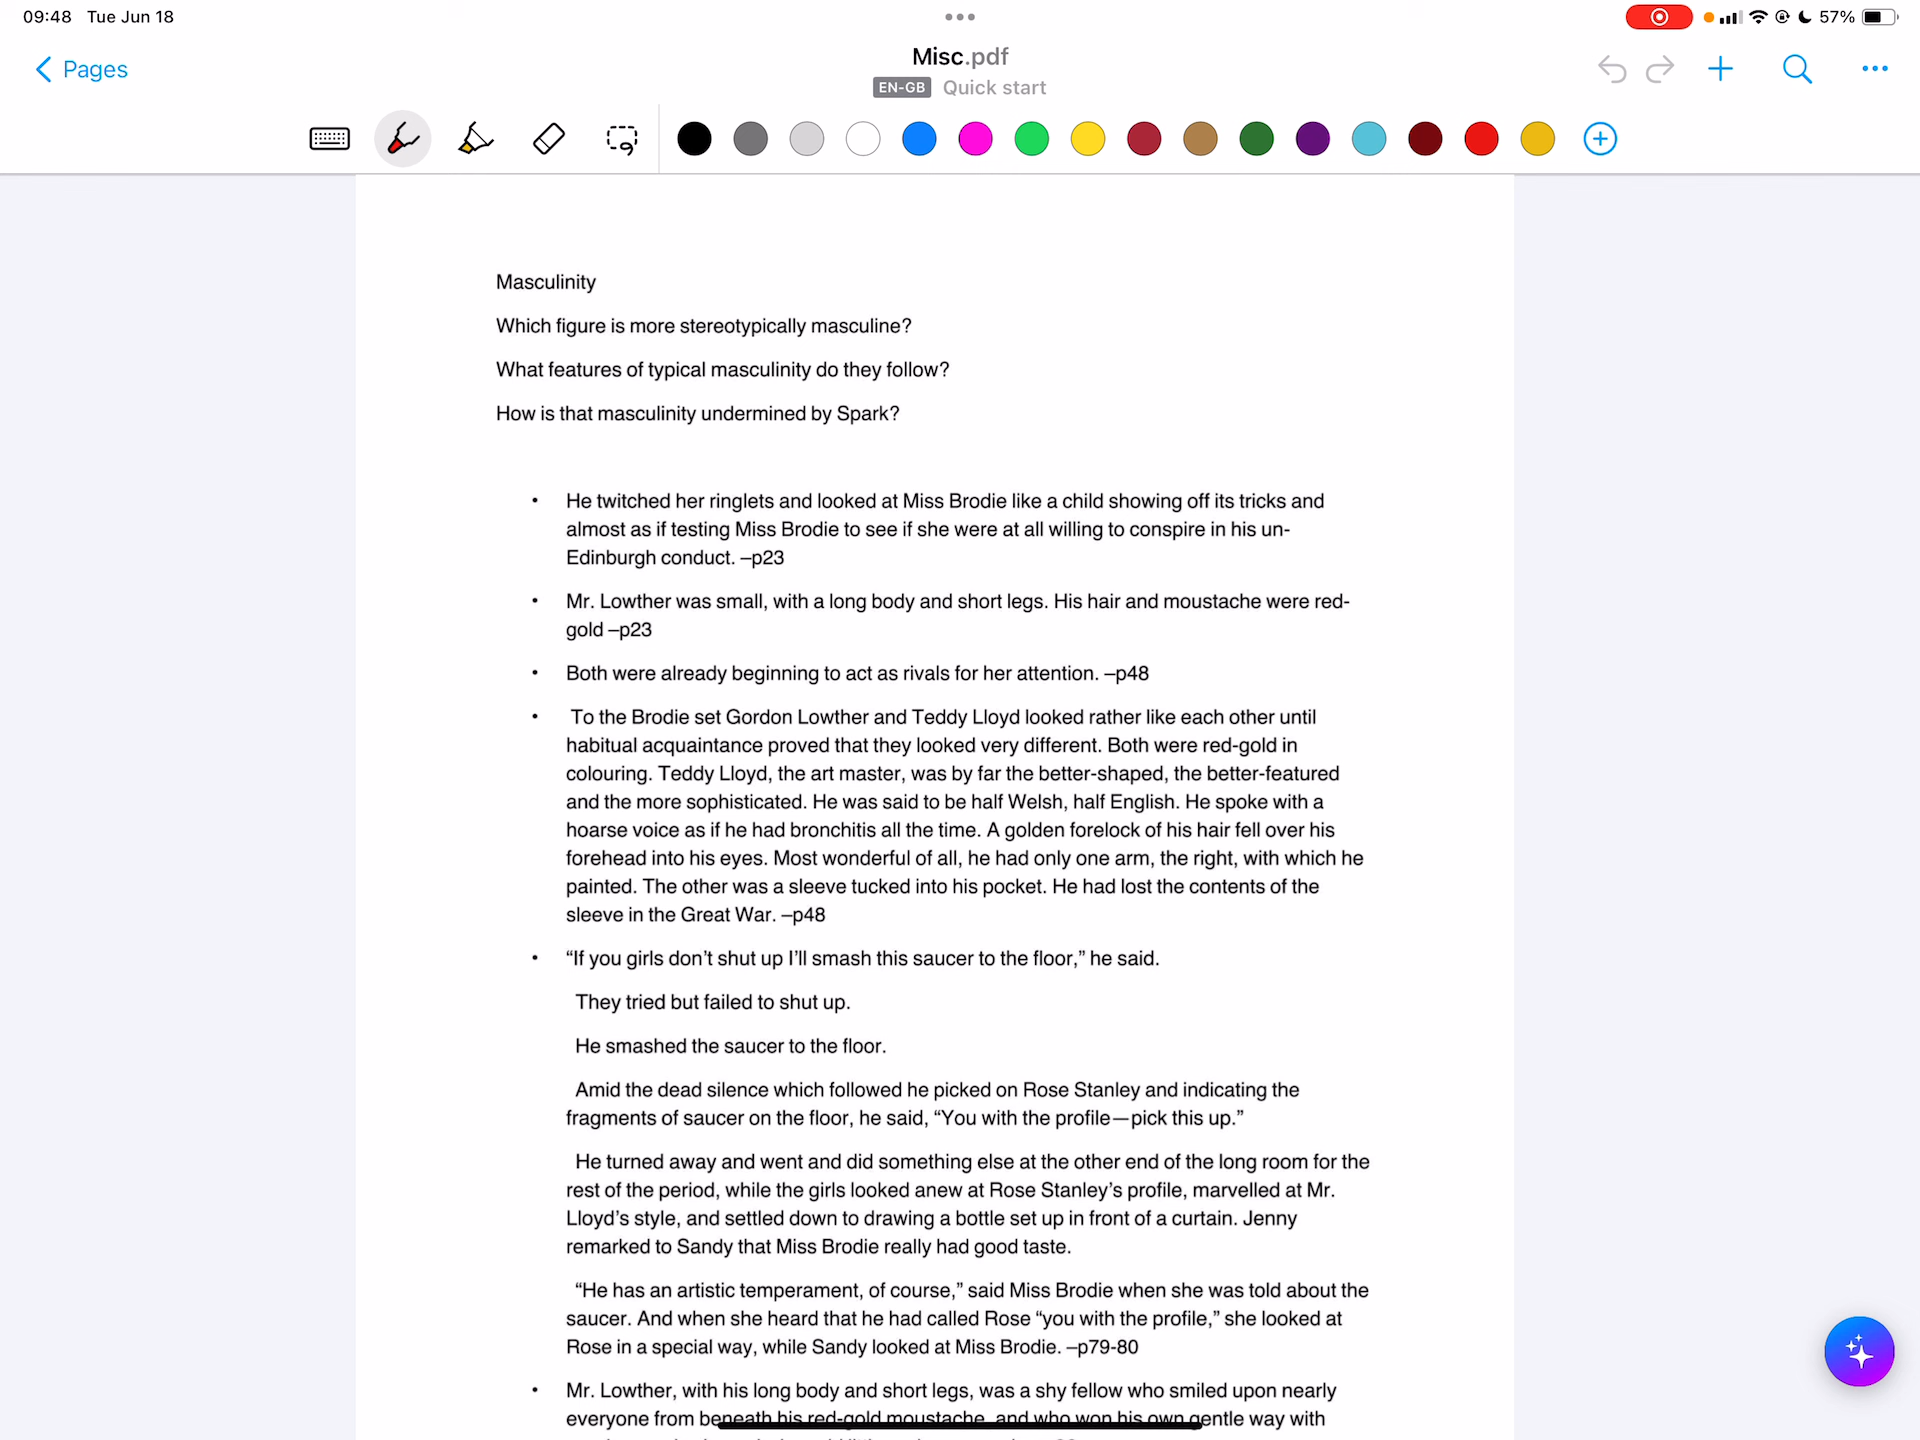 09:48 Tue Jun 18
57%
Pages
Misc.pdf
EN-GB Quick start
Masculinity
Which figure is more stereotypically masculine?
What features of typical masculinity do they follow?
How is that masculinity undermined by Spark?
• He twitched her ringlets and looked at Miss Brodie like a child showing off its tricks and
almost as if testing Miss Brodie to see if she were at all willing to conspire in his un-
Edinburgh conduct. –p23
• Mr. Lowther was small, with a long body and short legs. His hair and moustache were red-
gold –p23
• Both were already beginning to act as rivals for her attention. –p48
• To the Brodie set Gordon Lowther and Teddy Lloyd looked rather like each other until
habitual acquaintance proved that they looked very different. Both were red-gold in
colouring. Teddy Lloyd, the art master, was by far the better-shaped, the better-featured
and the more sophisticated. He was said to be half Welsh, half English. He spoke with a
hoarse voice as if he had bronchitis all the time. A golden forelock of his hair fell over his
forehead into his eyes. Most wonderful of all, he had only one arm, the right, with which he
painted. The other was a sleeve tucked into his pocket. He had lost the contents of the
sleeve in the Great War. –p48
• “If you girls don’t shut up I’ll smash this saucer to the floor,” he said.
They tried but failed to shut up.
He smashed the saucer to the floor.
Amid the dead silence which followed he picked on Rose Stanley and indicating the
fragments of saucer on the floor, he said, “You with the profile—pick this up.”
He turned away and went and did something else at the other end of the long room for the
rest of the period, while the girls looked anew at Rose Stanley’s profile, marvelled at Mr.
Lloyd’s style, and settled down to drawing a bottle set up in front of a curtain. Jenny
remarked to Sandy that Miss Brodie really had good taste.
“He has an artistic temperament, of course,” said Miss Brodie when she was told about the
saucer. And when she heard that he had called Rose “you with the profile,” she looked at
Rose in a special way, while Sandy looked at Miss Brodie. –p79-80
• Mr. Lowther, with his long body and short legs, was a shy fellow who smiled upon nearly
everyone from beneath his red-gold moustache, and who won his own gentle way with